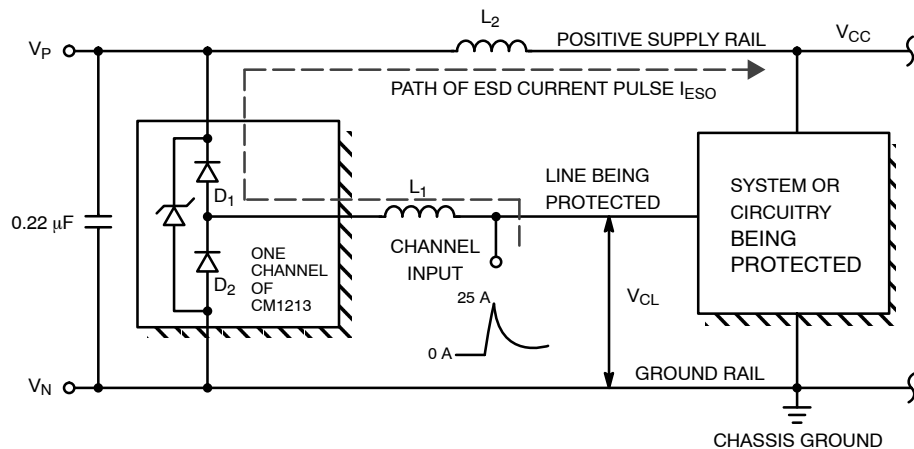 L2
VP
POSITIVE SUPPLY RAIL
VCC
PATH OF ESD CURRENT PULSE IESO
D1
L1
LINE BEING
PROTECTED
SYSTEM OR
CIRCUITRY
BEING
PROTECTED
0.22 μF
ONE
CHANNEL
OF
CM1213
D2
CHANNEL
INPUT
25 A
0 A
VCL
VN
GROUND RAIL
CHASSIS GROUND